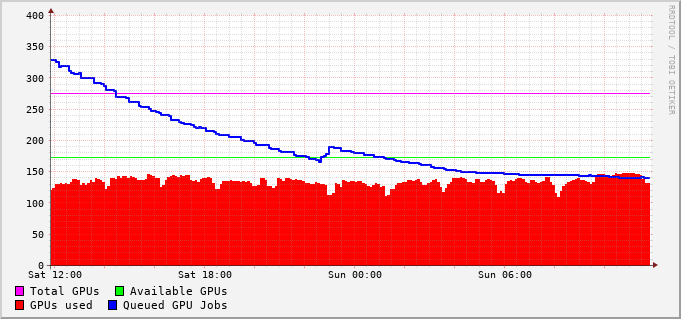 400
350
300
250
200
150
100
50
0
Sat 12:00 Sat 18:00 Sun 00:00 Sun 06:00
Total GPUs Available GPUs
GPUs used Queued GPU Jobs
RRDTOOL / TOBI OETIKER